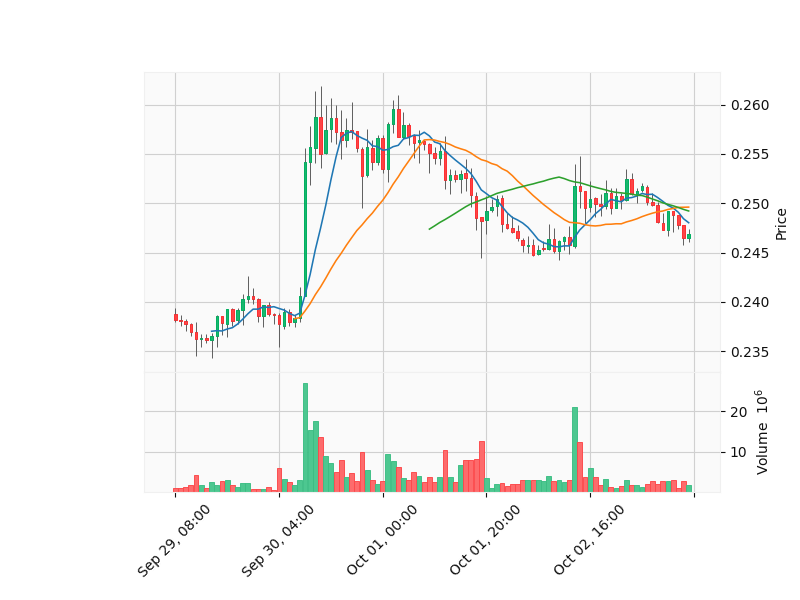 0.260
0.255
0.250
0.245
0.240
0.235
Price
20
10
Volume 10^6
Sep 29, 08:00
Sep 30, 04:00
Oct 01, 00:00
Oct 01, 20:00
Oct 02, 16:00